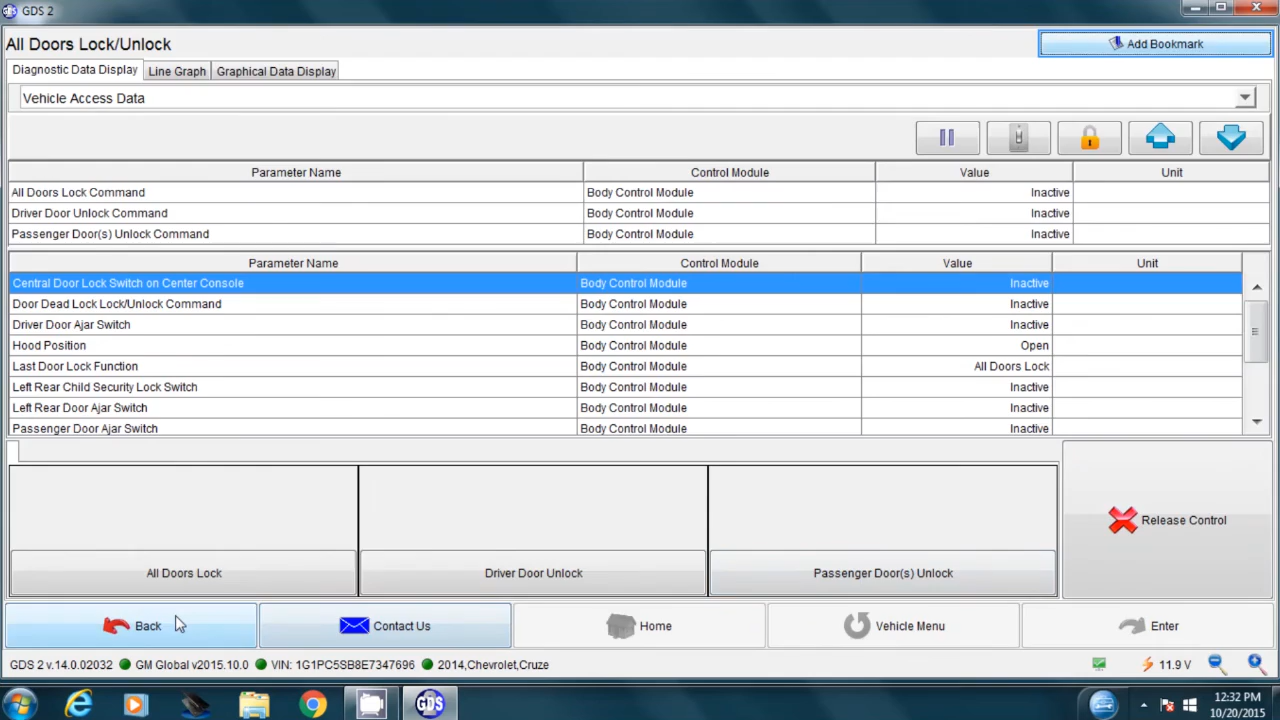 GDS 2
All Doors Lock/Unlock
Add Bookmark
Diagnostic Data Display Line Graph Graphical Data Display
Vehicle Access Data
Parameter Name Control Module Value Unit
All Doors Lock Command Body Control Module Inactive
Driver Door Unlock Command Body Control Module Inactive
Passenger Door(s) Unlock Command Body Control Module Inactive
Parameter Name Control Module Value Unit
Central Door Lock Switch on Center Console Body Control Module Inactive
Door Dead Lock Lock/Unlock Command Body Control Module Inactive
Driver Door Ajar Switch Body Control Module Inactive
Hood Position Body Control Module Open
Last Door Lock Function Body Control Module All Doors Lock
Left Rear Child Security Lock Switch Body Control Module Inactive
Left Rear Door Ajar Switch Body Control Module Inactive
Passenger Door Ajar Switch Body Control Module Inactive
Release Control
All Doors Lock Driver Door Unlock Passenger Door(s) Unlock
Back Contact Us Home Vehicle Menu Enter
GDS 2 v.14.0.02032 GM Global v2015.10.0 VIN: 1G1PC5SB8E7347696 2014,Chevrolet,Cruze 11.9 V
GDS
12:32 PM
10/20/2015